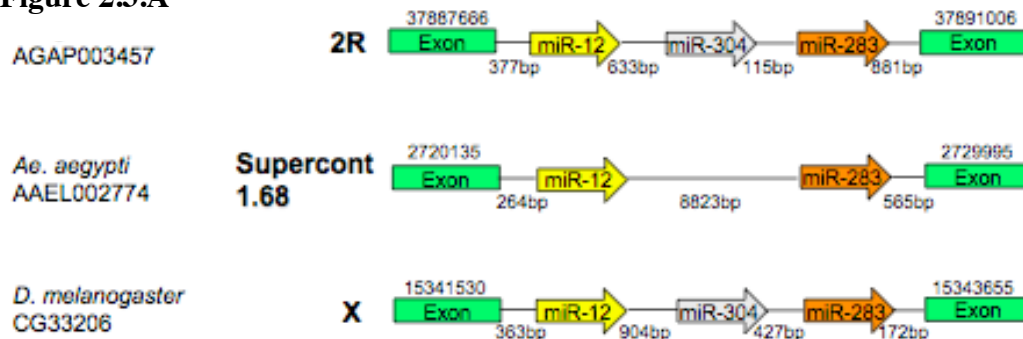 Figure 2.3.A
37887666 37891006
AGAP003457 2R Exon miR-12 miR-304 miR-283 Exon
377bp 633bp 115bp 881bp
Ae. aegypti Supercont 2720135 2729995
AAEL002774 1.68 Exon miR-12 miR-283 Exon
264bp 8823bp 565bp
D. melanogaster 15341530 15343655
CG33206 X Exon miR-12 miR-304 miR-283 Exon
363bp 904bp 427bp 172bp